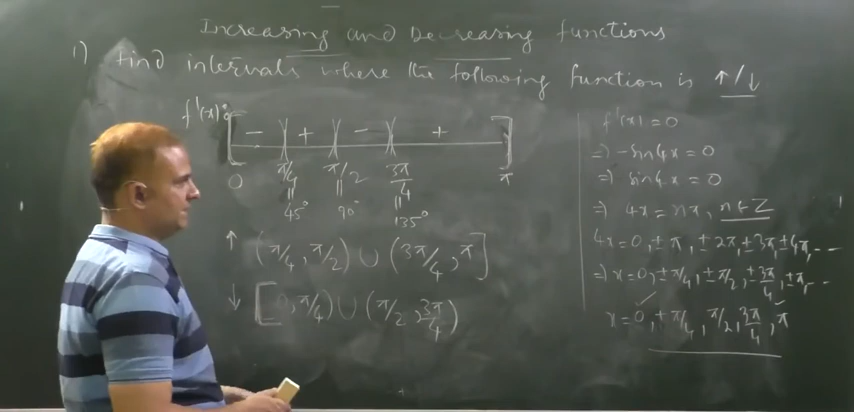 Increasing and Decreasing functions
1) Find intervals where the following function is ↑/↓
f'(x):
[ - )( + )( - )( + ]
0 π/4 π/2 3π/4 π
|| || ||
45° 90° 135°
↑ (π/4, π/2) ∪ (3π/4, π]
↓ [0, π/4) ∪ (π/2, 3π/4)
f'(x) = 0
⇒ -sin4x = 0
⇒ sin4x = 0
⇒ 4x = nπ, n ∈ Z
4x = 0, ±π, ±2π, ±3π, ±4π, ...
⇒ x = 0, ±π/4, ±π/2, ±3π/4, ±π, ..
x = 0, ±π/4, π/2, 3π/4, π